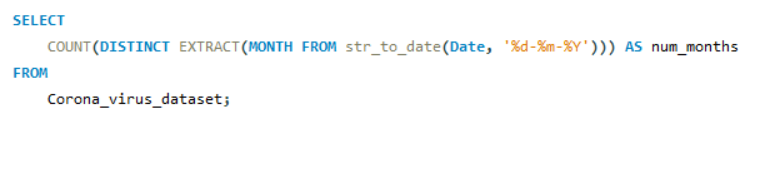 SELECT
COUNT(DISTINCT EXTRACT(MONTH FROM str_to_date(Date, '%d-%m-%Y'))) AS num_months
FROM
Corona_virus_dataset;